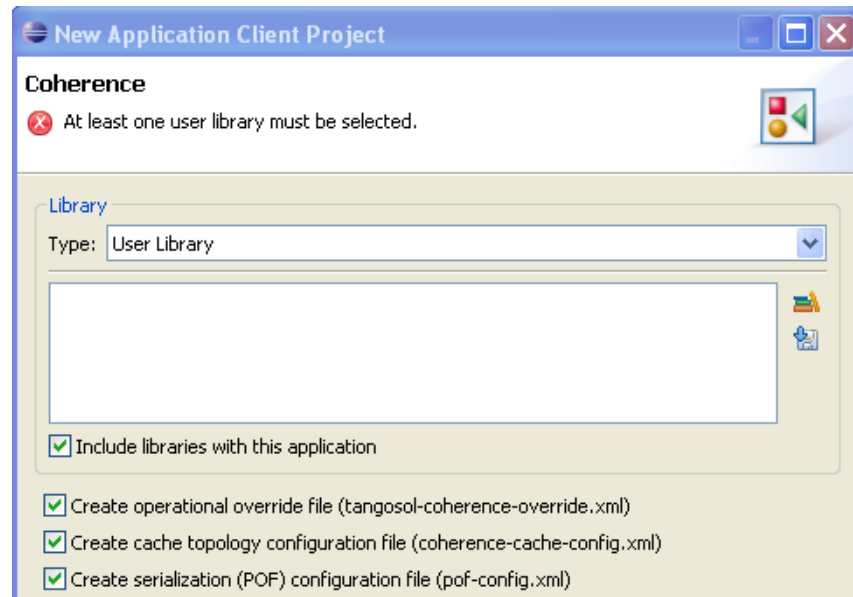 New Application Client Project
Coherence
At least one user library must be selected.
Library
Type: User Library
Include libraries with this application
Create operational override file (tangosol-coherence-override.xml)
Create cache topology configuration file (coherence-cache-config.xml)
Create serialization (POF) configuration file (pof-config.xml)